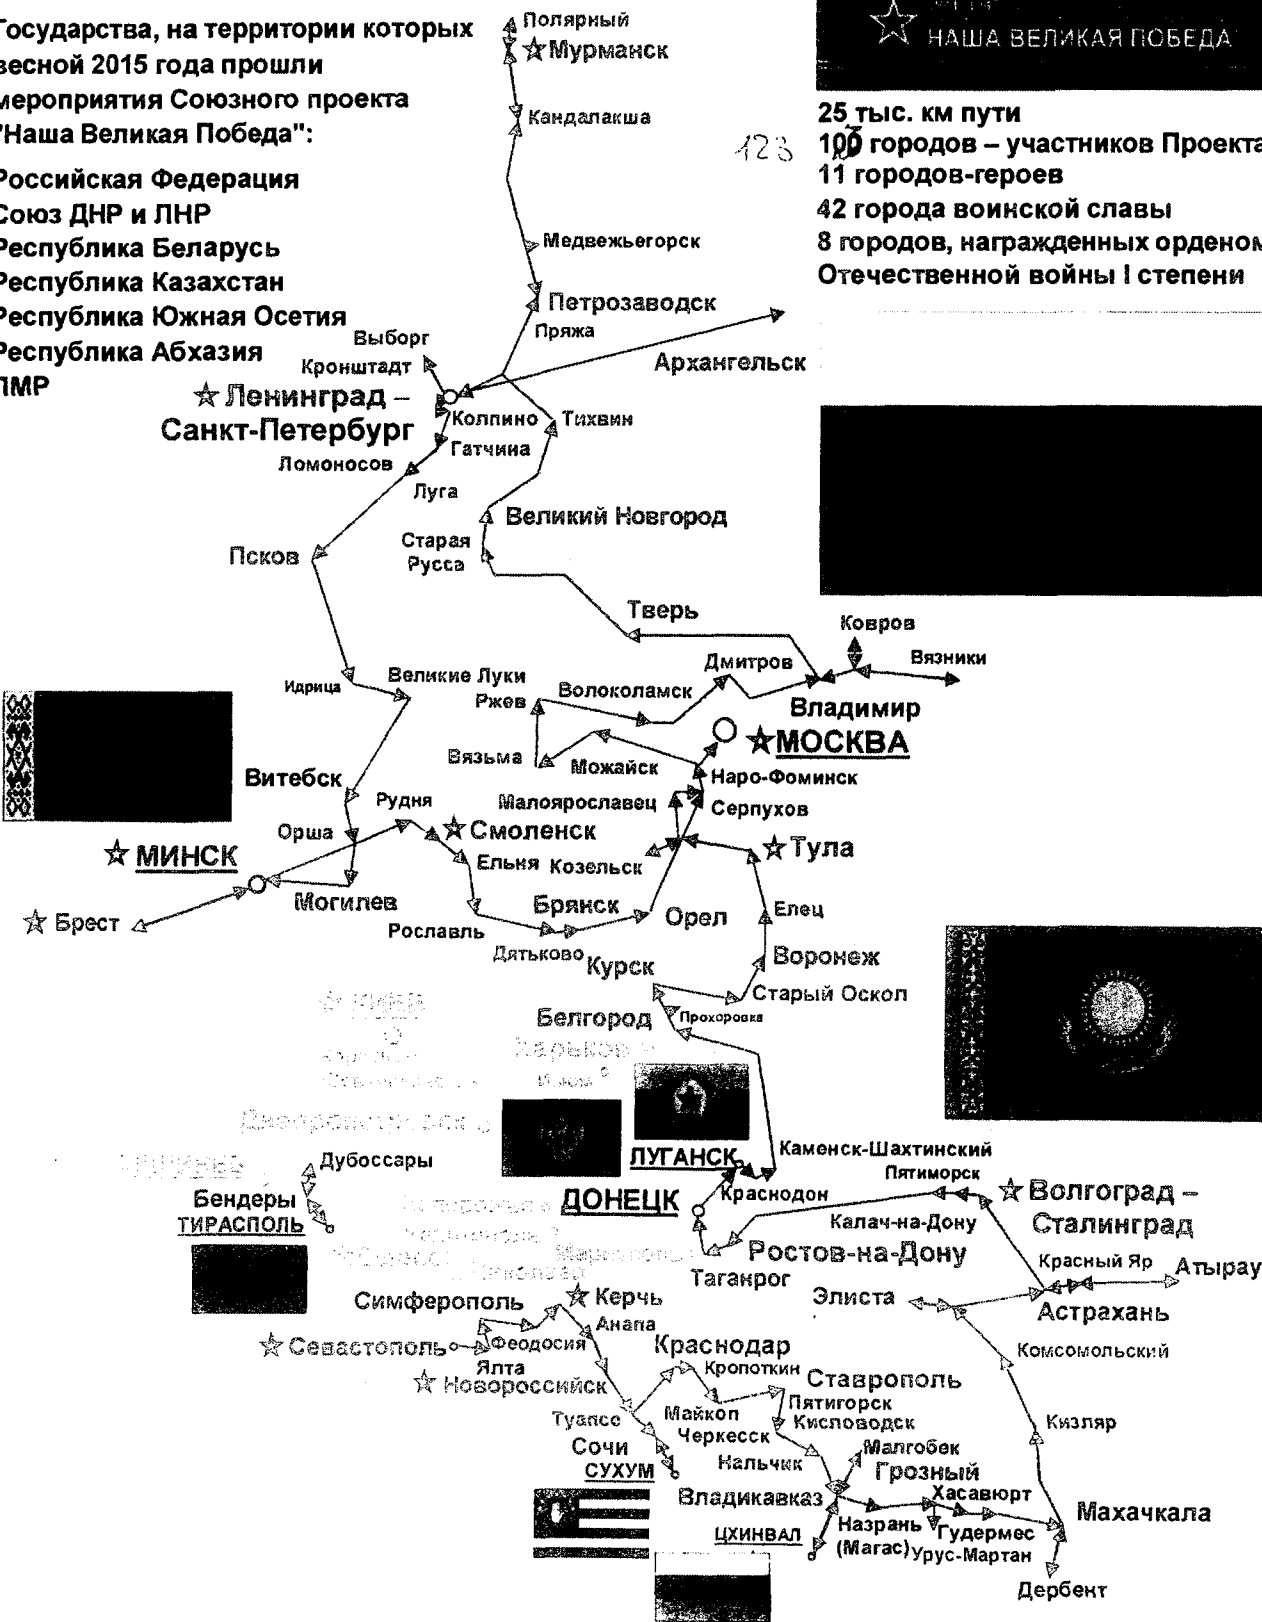 Государства, на территории которых
весной 2015 года прошли
мероприятия Союзного проекта
"Наша Великая Победа":
Российская Федерация
Союз ДНР и ЛНР
Республика Беларусь
Республика Казахстан
Республика Южная Осетия
Республика Абхазия
ПМР
НАША ВЕЛИКАЯ ПОБЕДА
25 тыс. км пути
123
городов – участников Проекта
11 городов-героев
42 города воинской славы
8 городов, награжденных орденом
Отечественной войны I степени
Полярный
Мурманск
Кандалакша
Медвежьегорск
Петрозаводск
Пряжа
Выборг
Кронштадт
Архангельск
Ленинград –
Санкт-Петербург
Колпино
Тихвин
Гатчина
Ломоносов
Луга
Великий Новгород
Старая
Русса
Псков
Тверь
Ковров
Вязники
Дмитров
Идрица
Великие Луки
Ржев
Волоколамск
Владимир
МОСКВА
Вязьма
Можайск
Наро-Фоминск
Витебск
Рудня
Малоярославец
Серпухов
Орша
Смоленск
Тула
МИНСК
Ельня
Козельск
Могилев
Брянск
Орел
Елец
Брест
Рославль
Дятьково
Курск
Воронеж
Старый Оскол
Белгород
Прохоровка
Харьков
Днепропетровск
Дубоссары
ЛУГАНСК
Каменск-Шахтинский
Пятиморск
Бендеры
ТИРАСПОЛЬ
ДОНЕЦК
Краснодон
Волгоград –
Сталинград
Калач-на-Дону
Ростов-на-Дону
Таганрог
Красный Яр
Атырау
Элиста
Астрахань
Симферополь
Керчь
Анапа
Севастополь
Феодосия
Ялта
Новороссийск
Краснодар
Кропоткин
Ставрополь
Комсомольский
Пятигорск
Кисловодск
Туапсе
Майкоп
Черкесск
Кизляр
Сочи
СУХУМ
Нальчик
Малгобек
Грозный
Владикавказ
Хасавюрт
Махачкала
ЦХИНВАЛ
Назрань
(Магас)
Гудермес
Урус-Мартан
Дербент